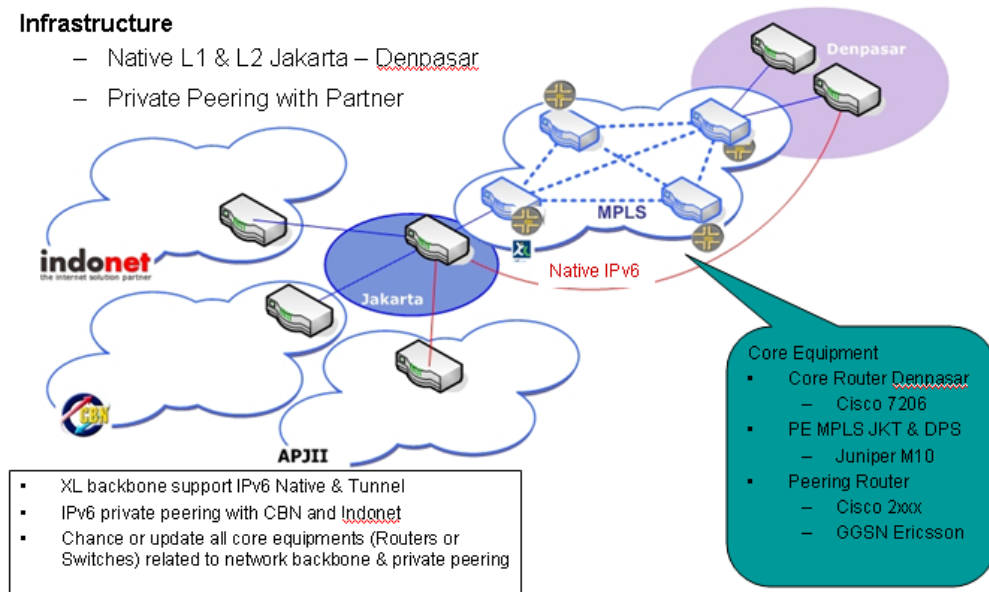 Infrastructure
– Native L1 & L2 Jakarta – Denpasar
– Private Peering with Partner
Denpasar
MPLS
indonet
the internet solution partner
Native IPv6
Jakarta
CBN
APJII
Core Equipment
▪ Core Router Denpasar
– Cisco 7206
▪ PE MPLS JKT & DPS
– Juniper M10
▪ Peering Router
– Cisco 2xxx
– GGSN Ericsson
▪ XL backbone support IPv6 Native & Tunnel
▪ IPv6 private peering with CBN and Indonet
▪ Chance or update all core equipments (Routers or
Switches) related to network backbone & private peering